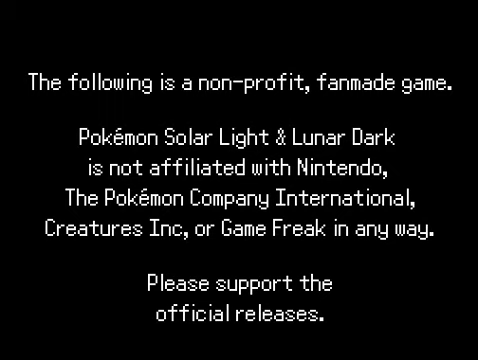 The following is a non-profit, fanmade game.
Pokémon Solar Light & Lunar Dark
is not affiliated with Nintendo,
The Pokémon Company International,
Creatures Inc, or Game Freak in any way.
Please support the
official releases.